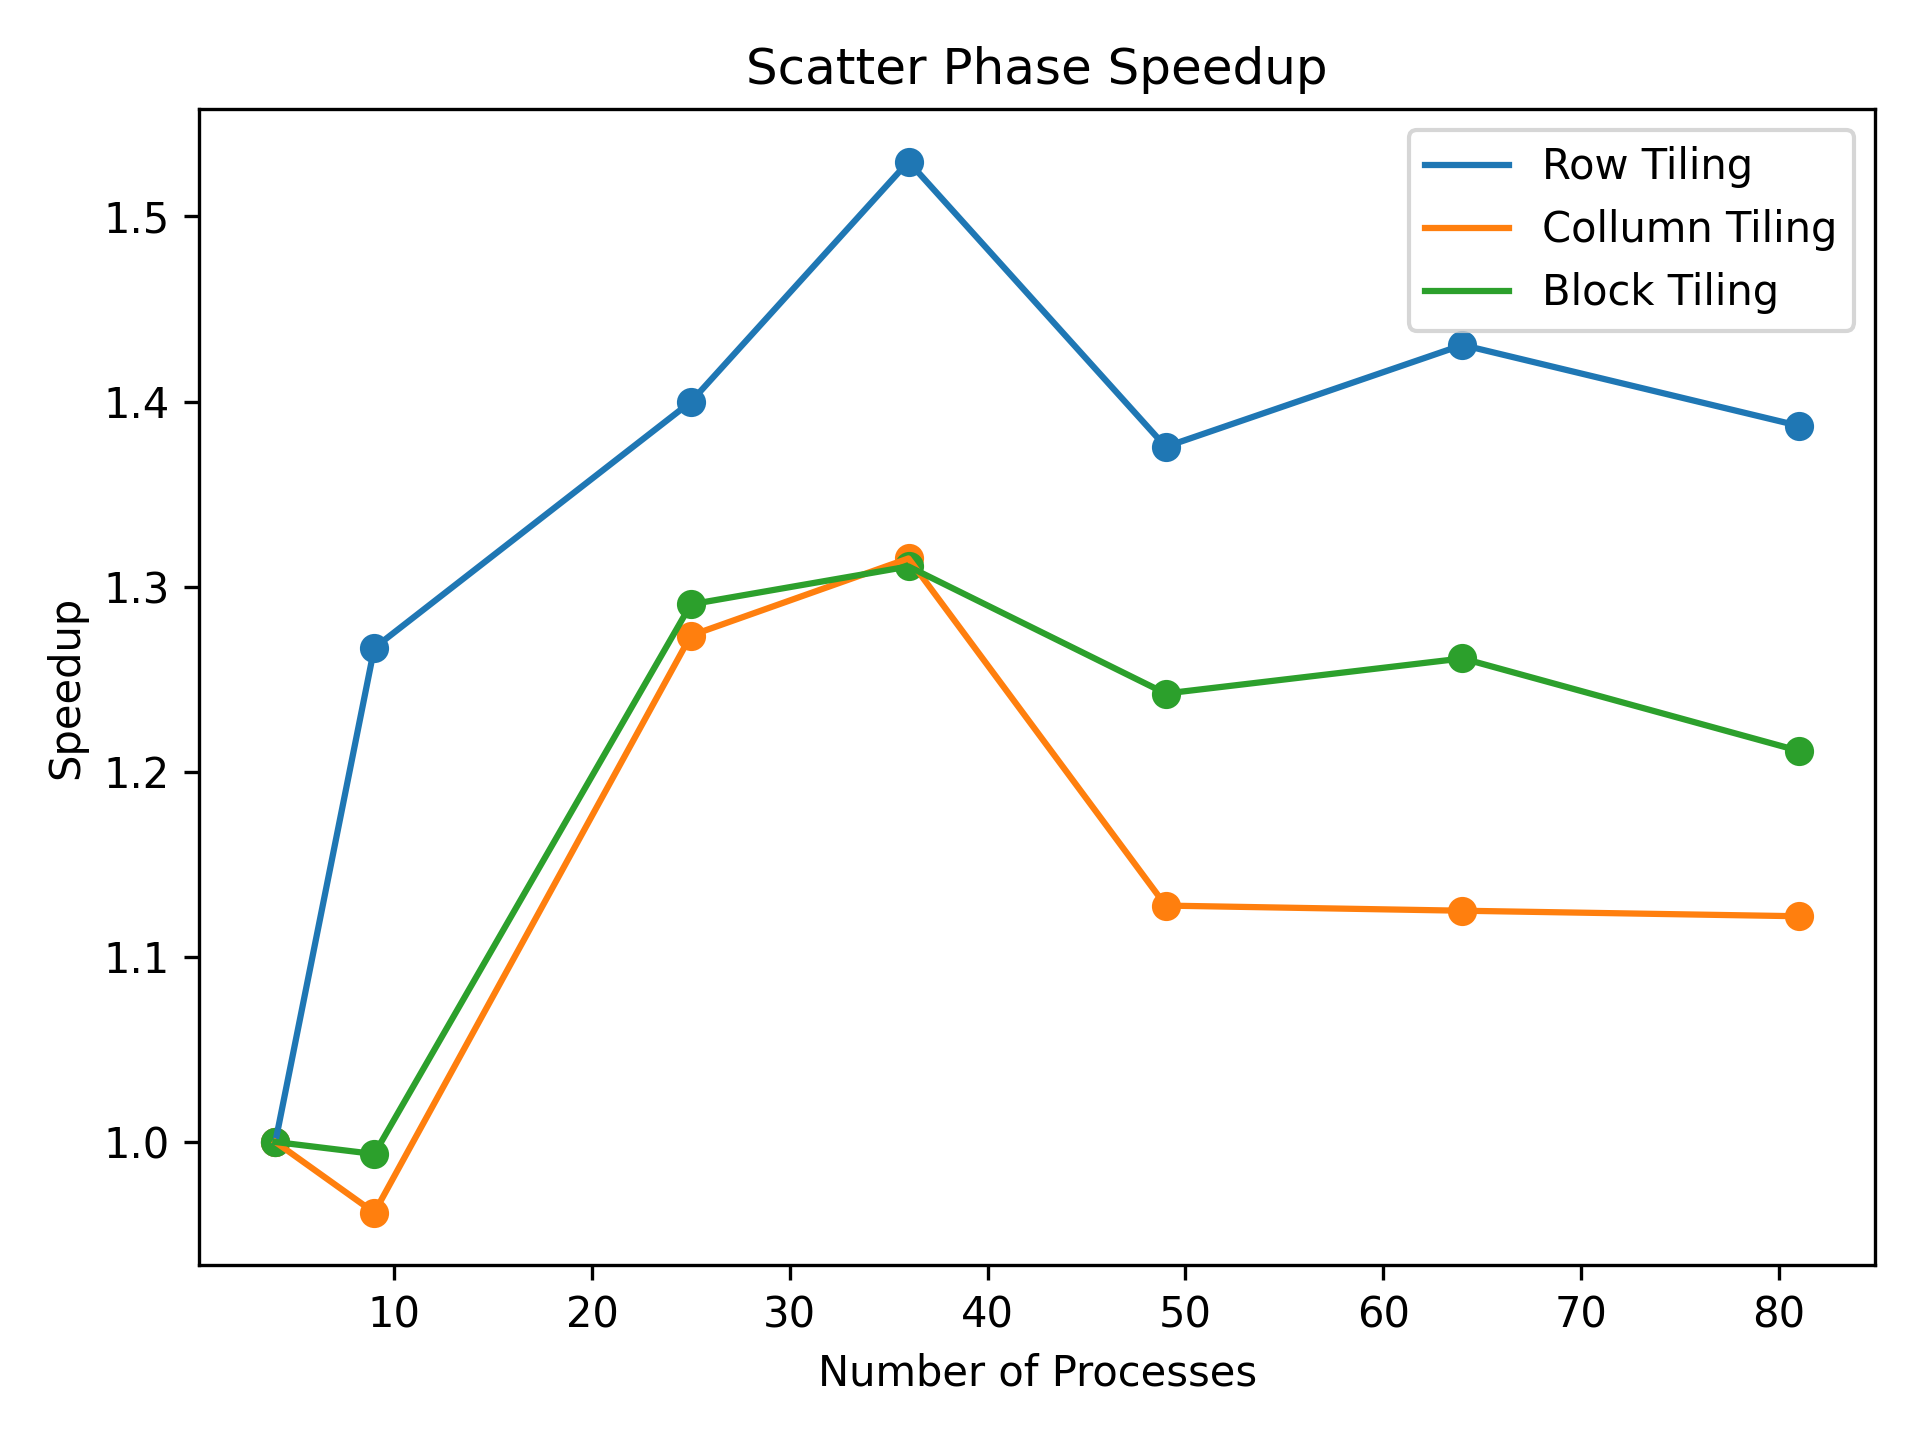 Scatter Phase Speedup
Row Tiling
Collumn Tiling
Block Tiling
Speedup
1.5
1.4
1.3
1.2
1.1
1.0
10 20 30 40 50 60 70 80
Number of Processes